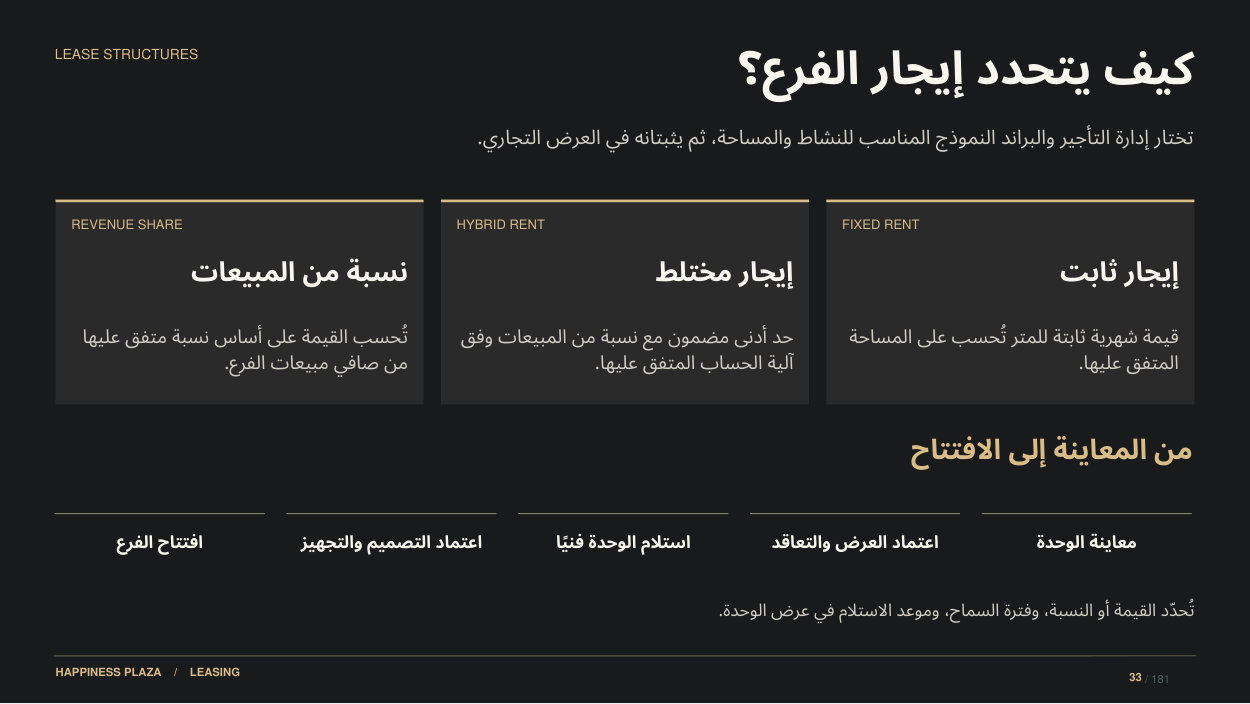 LEASE STRUCTURES
كيف يتحدد إيجار الفرع؟
تختار إدارة التأجير والبراند النموذج المناسب للنشاط والمساحة، ثم يثبتانه في العرض التجاري.
FIXED RENT
إيجار ثابت
قيمة شهرية ثابتة للمتر تُحسب على المساحة
المتفق عليها.
HYBRID RENT
إيجار مختلط
حد أدنى مضمون مع نسبة من المبيعات وفق
آلية الحساب المتفق عليها.
REVENUE SHARE
نسبة من المبيعات
تُحسب القيمة على أساس نسبة متفق عليها
من صافي مبيعات الفرع.
من المعاينة إلى الافتتاح
معاينة الوحدة
اعتماد العرض والتعاقد
استلام الوحدة فنيًا
اعتماد التصميم والتجهيز
افتتاح الفرع
تُحدّد القيمة أو النسبة، وفترة السماح، وموعد الاستلام في عرض الوحدة.
HAPPINESS PLAZA / LEASING
33 / 181